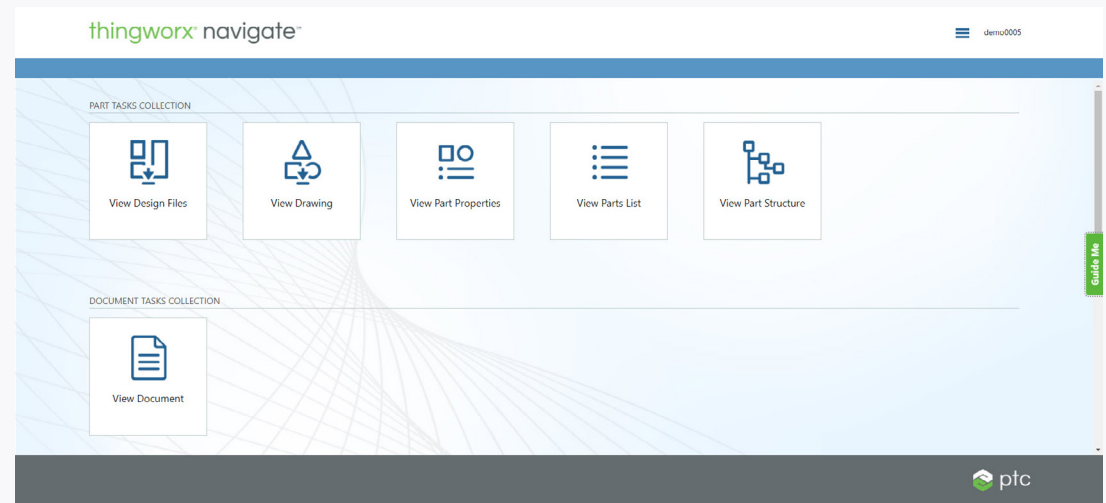 thingworx navigate
demo0005
PART TASKS COLLECTION
View Design Files
View Drawing
View Part Properties
View Parts List
View Part Structure
Guide Me
DOCUMENT TASKS COLLECTION
View Document
ptc